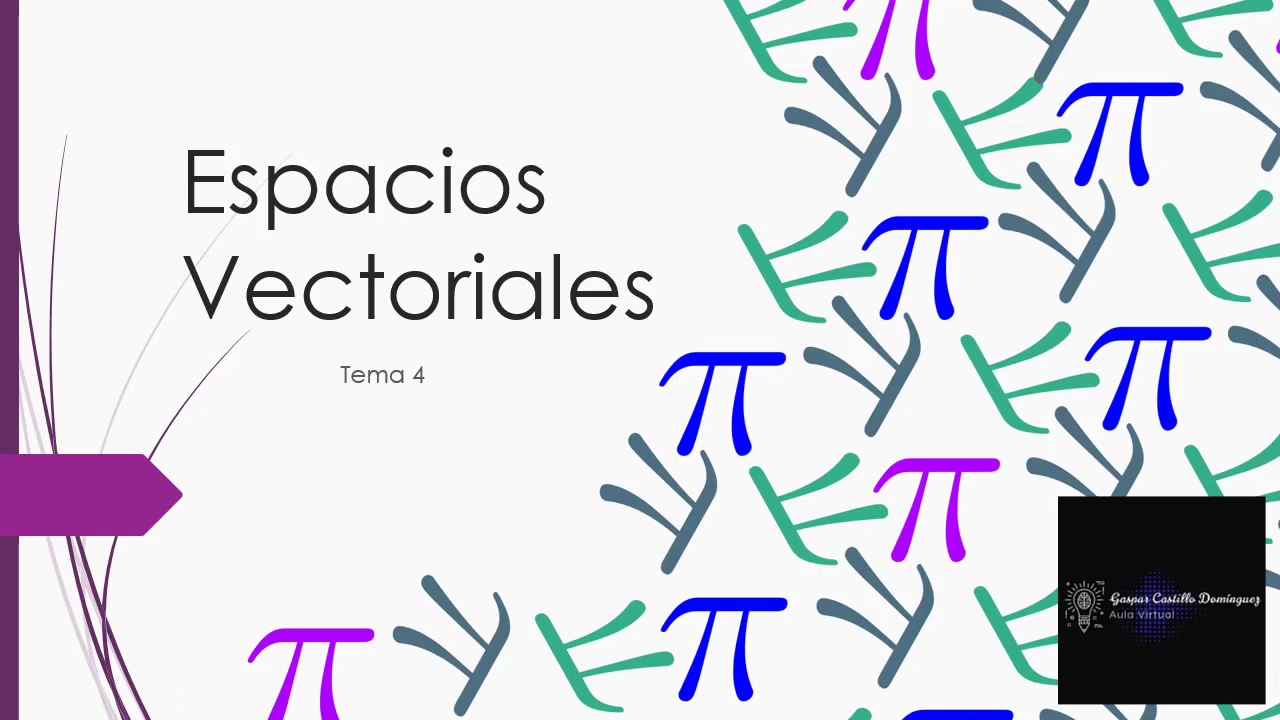 Espacios
Vectoriales
Tema 4
Gaspar Castillo Domínguez
Aula Virtual